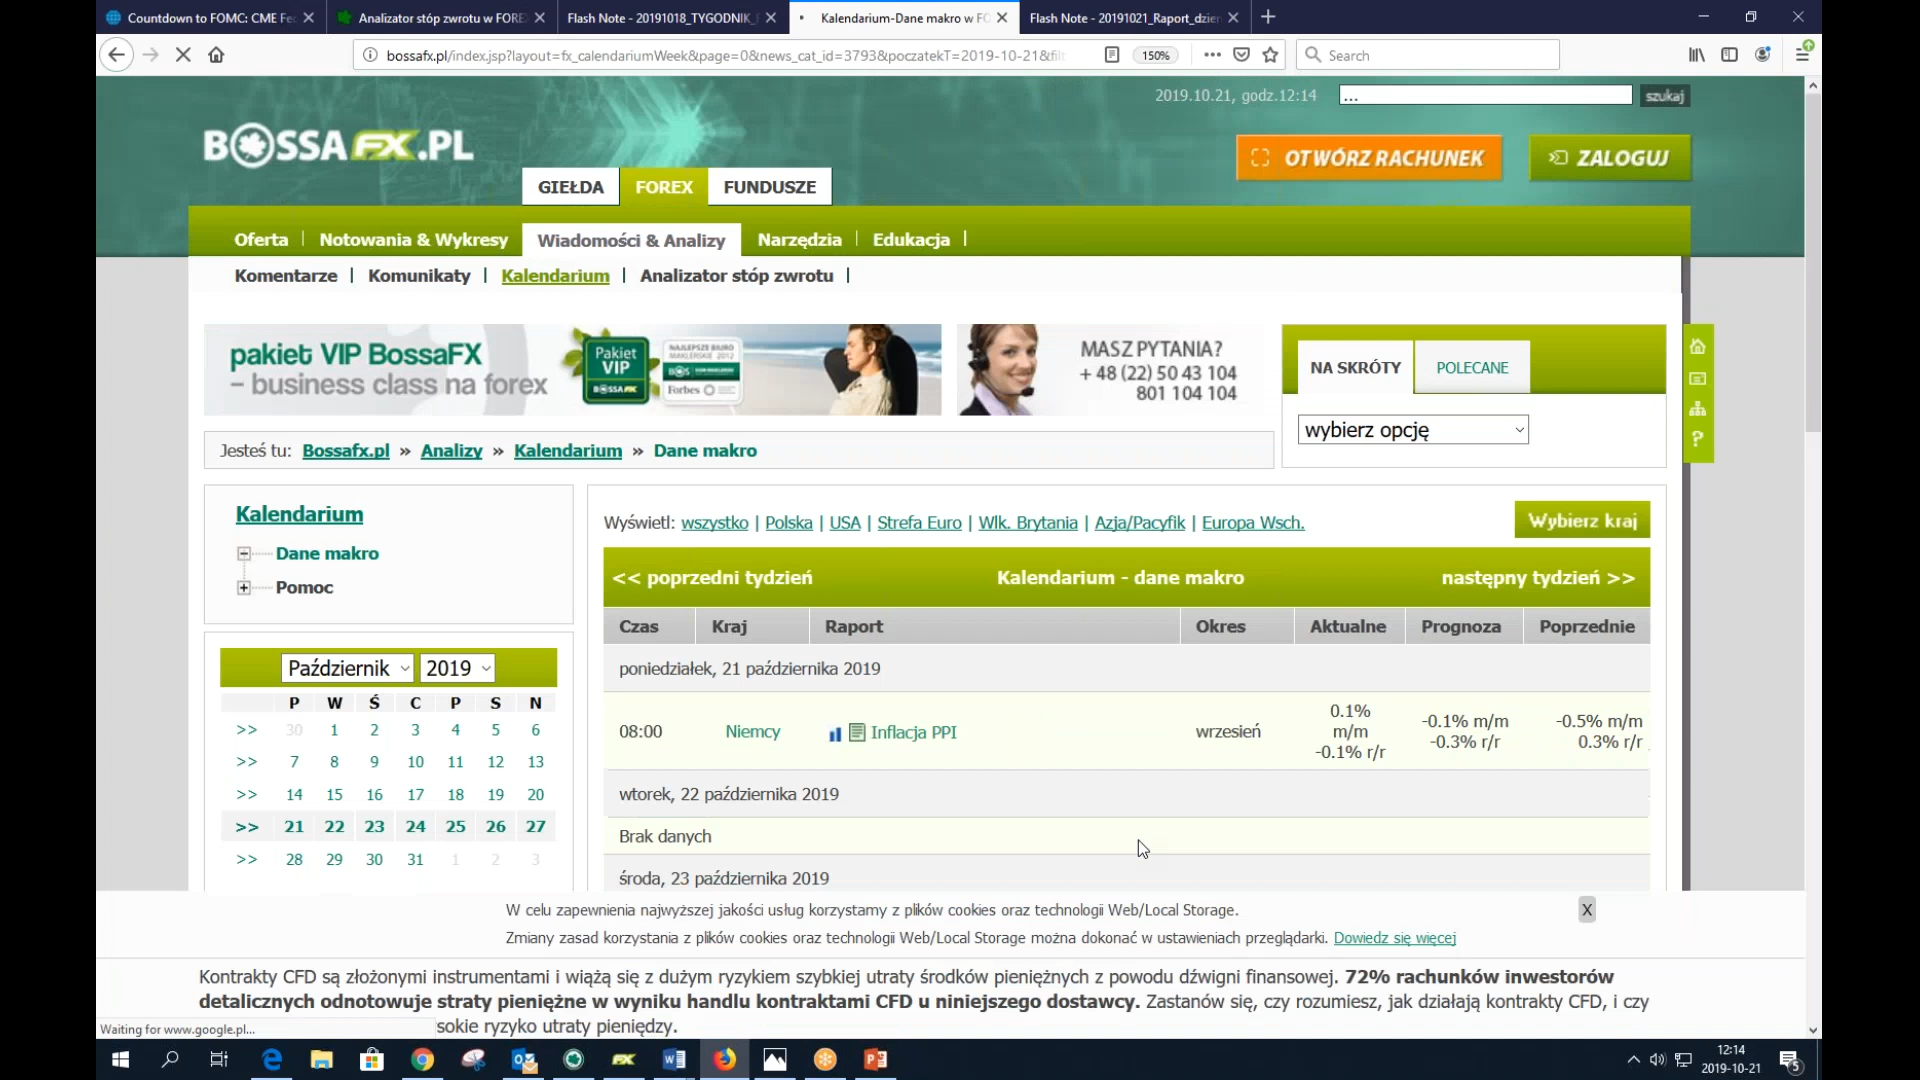 Countdown to FOMC: CME Fe
Analizator stóp zwrotu w FORE
Flash Note - 20191018_TYGODNIK_
Kalendarium-Dane makro w FO
Flash Note - 20191021_Raport_dzien
bossafx.pl/index.jsp?layout=fx_calendariumWeek&page=0&news_cat_id=3793&poczatekT=2019-10-21&filt
150%
Search
2019.10.21, godz.12:14
...
szukaj
BOSSAFX.PL
OTWÓRZ RACHUNEK
ZALOGUJ
GIEŁDA
FOREX
FUNDUSZE
Oferta | Notowania & Wykresy
Wiadomości & Analizy
Narzędzia | Edukacja |
Komentarze | Komunikaty | Kalendarium | Analizator stóp zwrotu |
pakiet VIP BossaFX
– business class na forex
Pakiet
VIP
BOSSAFX
NAJLEPSZE BIURO
MAKLERSKIE 2012
Forbes
MASZ PYTANIA?
+ 48 (22) 50 43 104
801 104 104
NA SKRÓTY
POLECANE
wybierz opcję
?
Jesteś tu: Bossafx.pl » Analizy » Kalendarium » Dane makro
Kalendarium
Dane makro
Pomoc
Październik 2019
P W Ś C P S N
>> 30 1 2 3 4 5 6
>> 7 8 9 10 11 12 13
>> 14 15 16 17 18 19 20
>> 21 22 23 24 25 26 27
>> 28 29 30 31 1 2 3
Wyświetl: wszystko | Polska | USA | Strefa Euro | Wlk. Brytania | Azja/Pacyfik | Europa Wsch.
Wybierz kraj
<< poprzedni tydzień Kalendarium - dane makro następny tydzień >>
Czas Kraj Raport Okres Aktualne Prognoza Poprzednie
poniedziałek, 21 października 2019
08:00 Niemcy Inflacja PPI wrzesień
0.1%
m/m
-0.1% r/r
-0.1% m/m
-0.3% r/r
-0.5% m/m
0.3% r/r
wtorek, 22 października 2019
Brak danych
środa, 23 października 2019
W celu zapewnienia najwyższej jakości usług korzystamy z plików cookies oraz technologii Web/Local Storage.
X
Zmiany zasad korzystania z plików cookies oraz technologii Web/Local Storage można dokonać w ustawieniach przeglądarki. Dowiedz się więcej
Kontrakty CFD są złożonymi instrumentami i wiążą się z dużym ryzykiem szybkiej utraty środków pieniężnych z powodu dźwigni finansowej. 72% rachunków inwestorów
detalicznych odnotowuje straty pieniężne w wyniku handlu kontraktami CFD u niniejszego dostawcy. Zastanów się, czy rozumiesz, jak działają kontrakty CFD, i czy
sokie ryzyko utraty pieniędzy.
Waiting for www.google.pl...
FX
12:14
2019-10-21
5